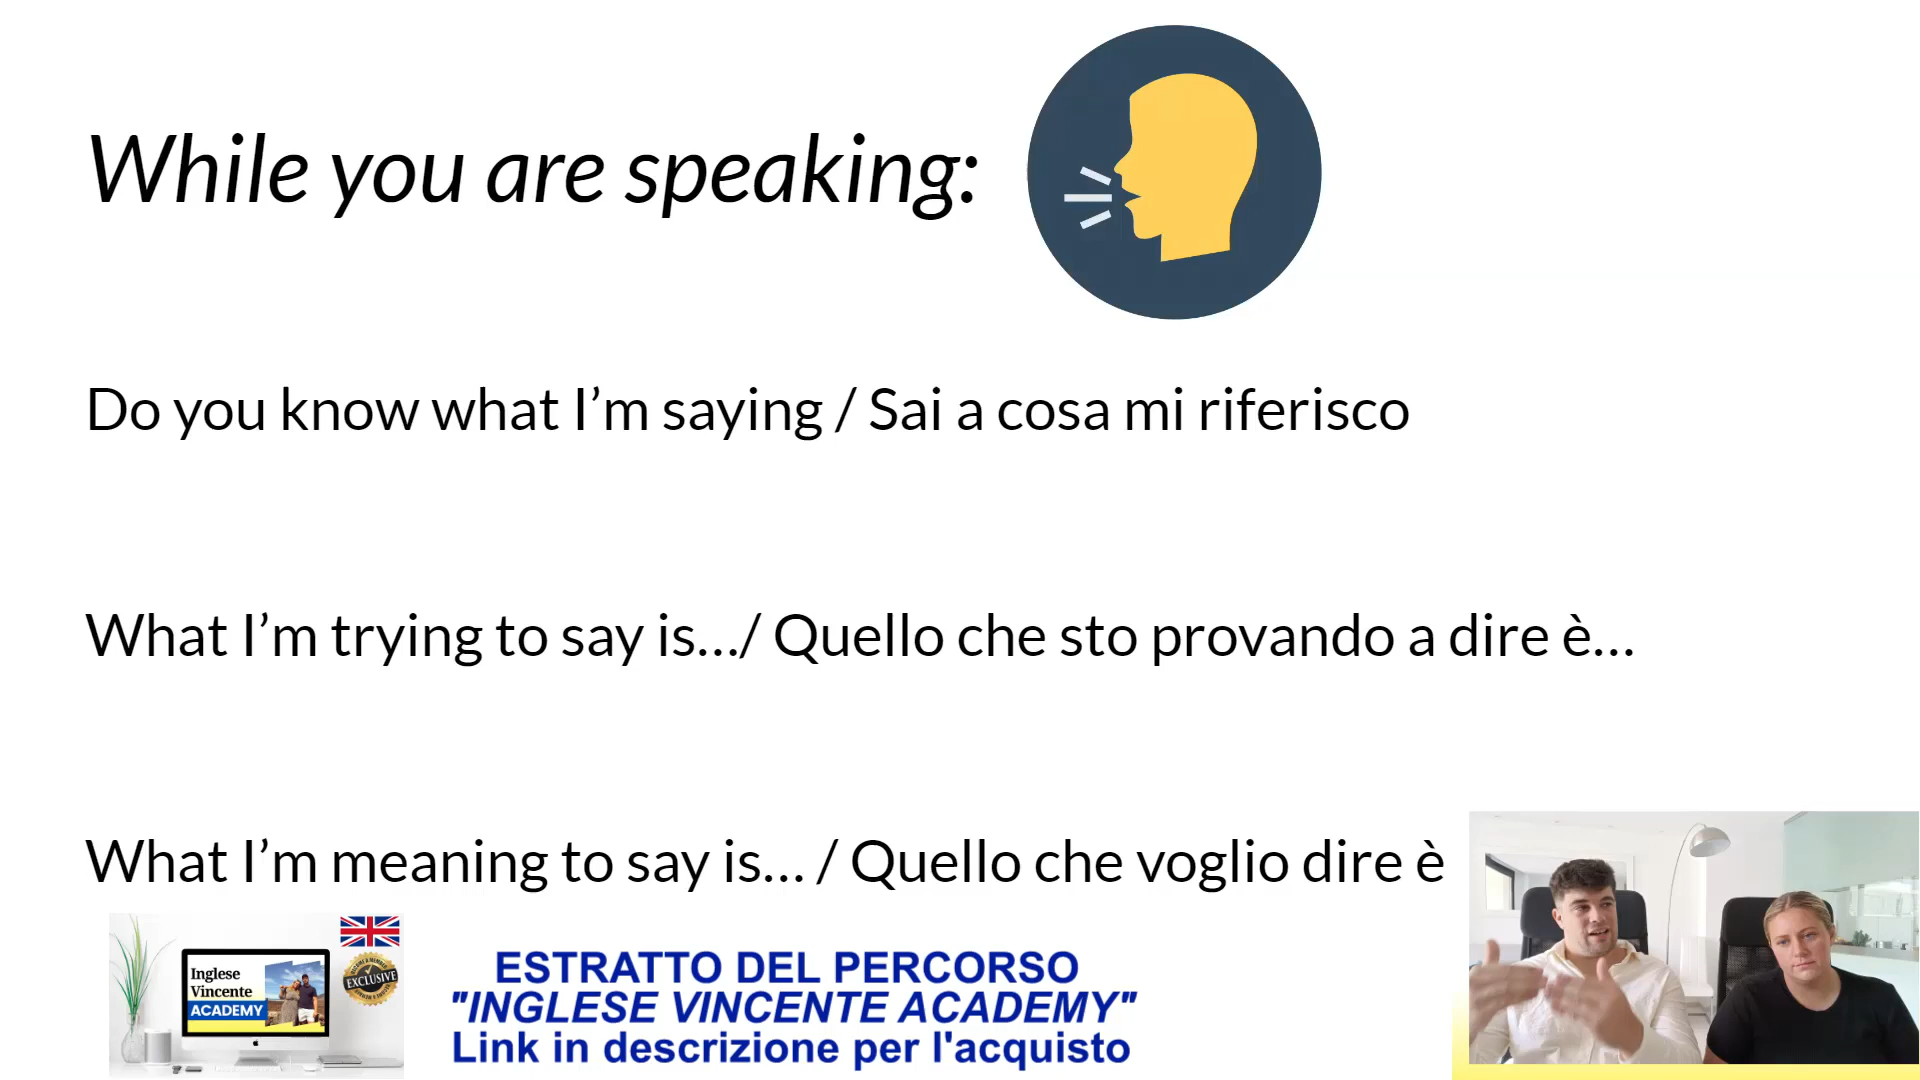 While you are speaking:
Do you know what I’m saying / Sai a cosa mi riferisco
What I’m trying to say is.../ Quello che sto provando a dire è...
What I’m meaning to say is... / Quello che voglio dire è
Inglese
Vincente
ACADEMY
EXCLUSIVE
ESTRATTO DEL PERCORSO
"INGLESE VINCENTE ACADEMY"
Link in descrizione per l'acquisto